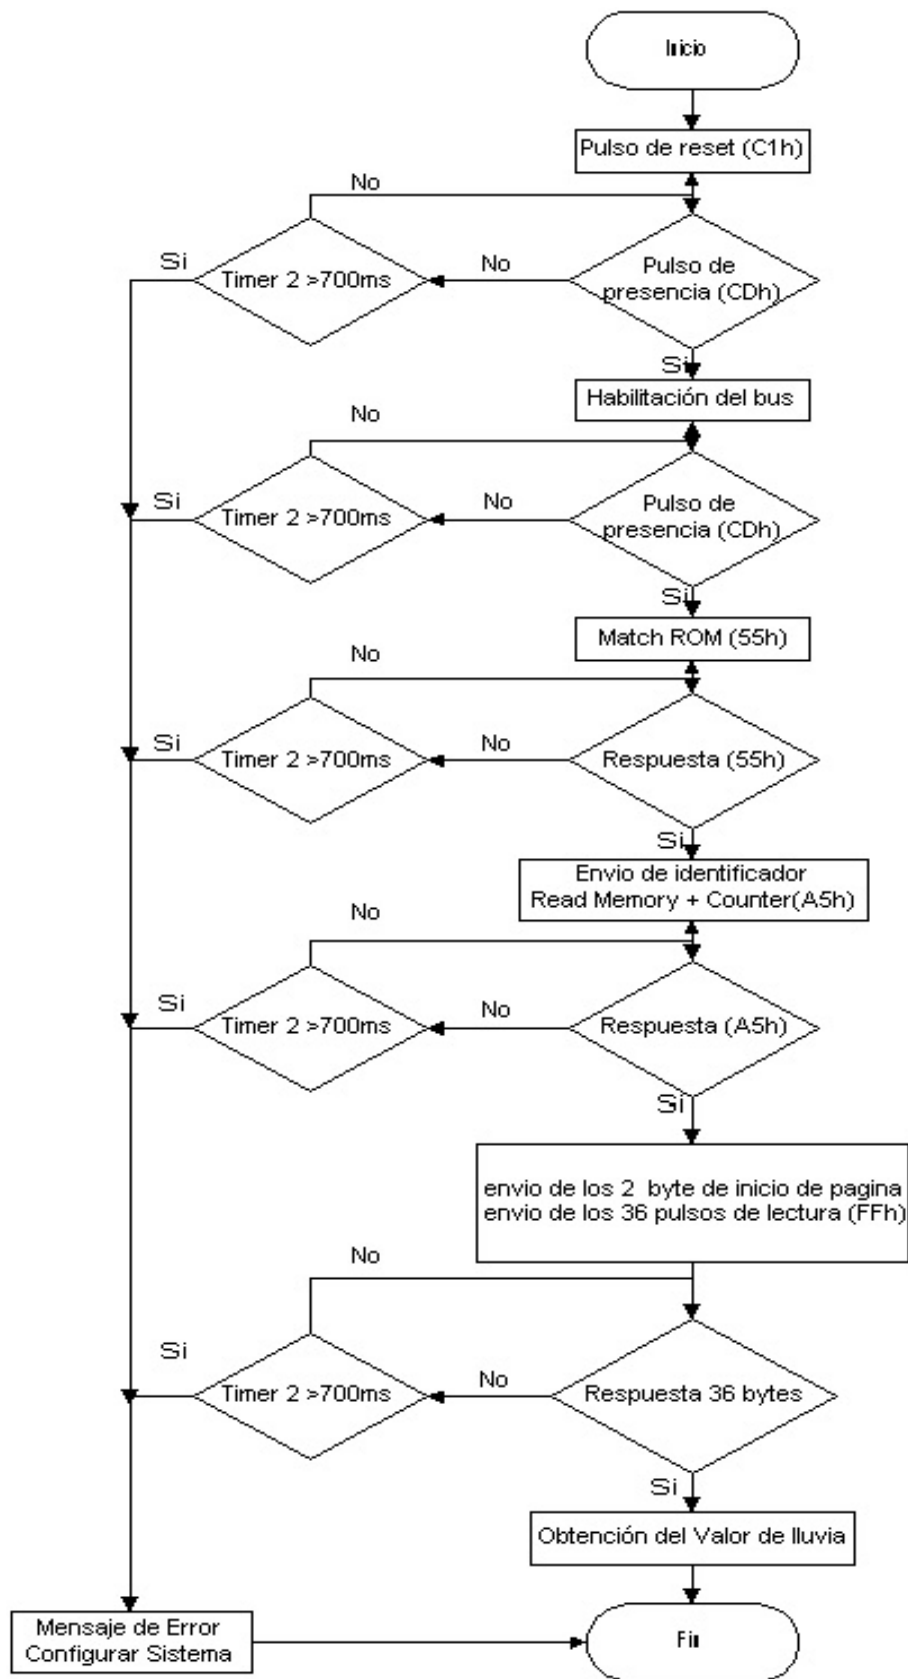 Inicio
Pulso de reset (C1h)
No
Si
Timer 2 >700ms
No
Pulso de
presencia (CDh)
Si
Habilitación del bus
No
Si
Timer 2 >700ms
No
Pulso de
presencia (CDh)
Si
Match ROM (55h)
No
Si
Timer 2 >700ms
No
Respuesta (55h)
Si
Envio de identificador
Read Memory + Counter(A5h)
No
Si
Timer 2 >700ms
No
Respuesta (A5h)
Si
envio de los 2 byte de inicio de pagina
envio de los 36 pulsos de lectura (FFh)
No
Si
Timer 2 >700ms
No
Respuesta 36 bytes
Si
Obtención del Valor de lluvia
Mensaje de Error
Configurar Sistema
Fin